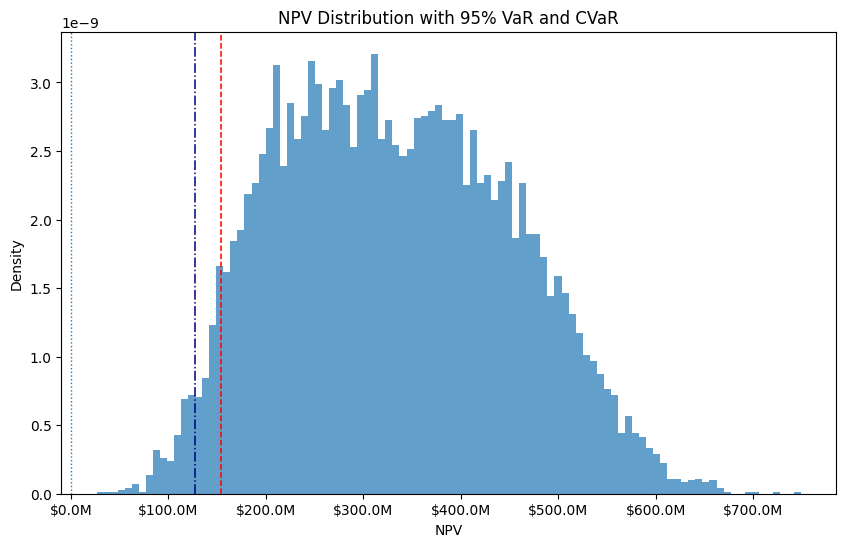 NPV Distribution with 95% VaR and CVaR
1e−9
3.0
2.5
2.0
1.5
1.0
0.5
0.0
Density
$0.0M $100.0M $200.0M $300.0M $400.0M $500.0M $600.0M $700.0M
NPV